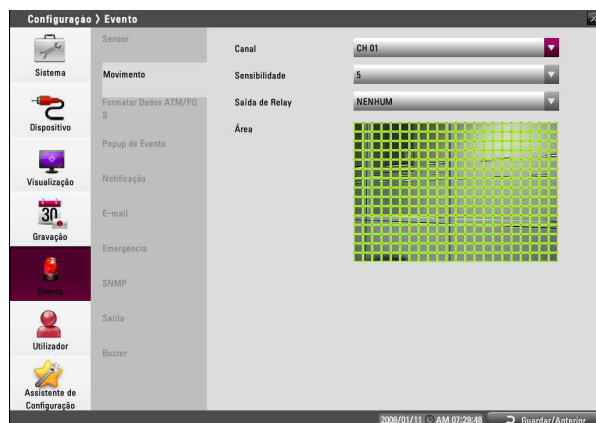 Configuração > Evento
Sistema
Dispositivo
Visualização
30
Gravação
Evento
Utilizador
Assistente de
Configuração
Sensor
Movimento
Formatar Dados ATM/PO
S
Popup de Evento
Notificação
E-mail
Emergência
SNMP
Saída
Buzzer
Canal CH 01
Sensibilidade 5
Saída de Relay NENHUM
Área
2008/01/11 AM 07:29:48 Guardar/Anterior